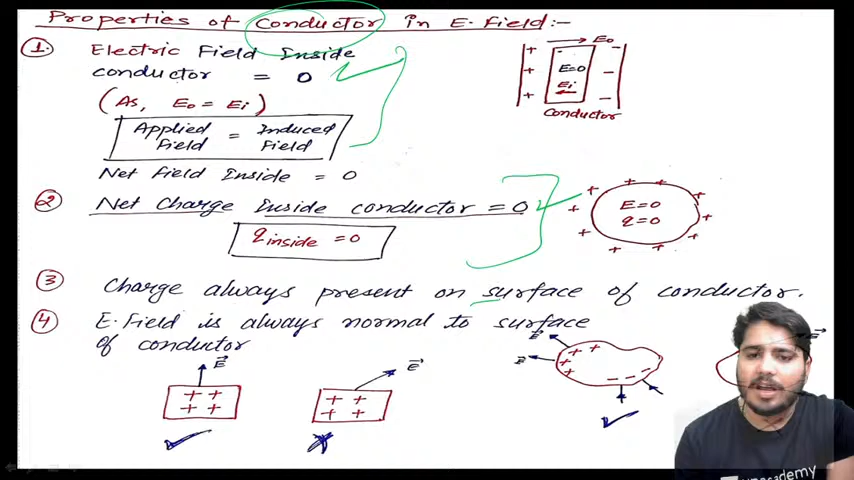 Properties of Conductor in E. Field :-
1. Electric Field Inside
conductor = 0
(As, E0 = Ei)
Applied Field = Induced Field
Net Field Inside = 0
+ + + → E0 - - - -
E=0
Ei
conductor
2 Net Charge Inside conductor = 0
q inside = 0
+ + + + + + + + + + +
E=0
q=0
3 Charge always present on surface of conductor.
4 E. Field is always normal to surface
of conductor
E
+ +
+ +
E
+ +
+ +
E
E
+ + + +
- - -
E